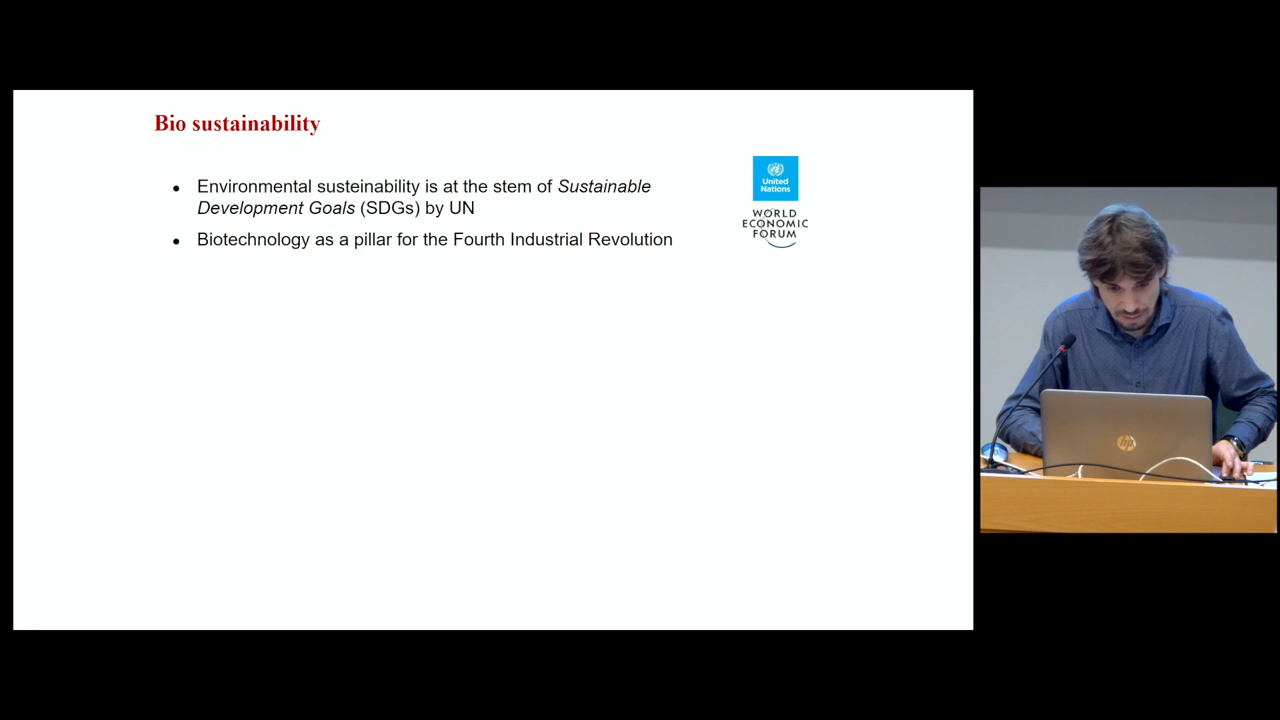 Bio sustainability
• Environmental susteinability is at the stem of Sustainable
Development Goals (SDGs) by UN
• Biotechnology as a pillar for the Fourth Industrial Revolution
United
Nations
WORLD
ECONOMIC
FORUM
hp